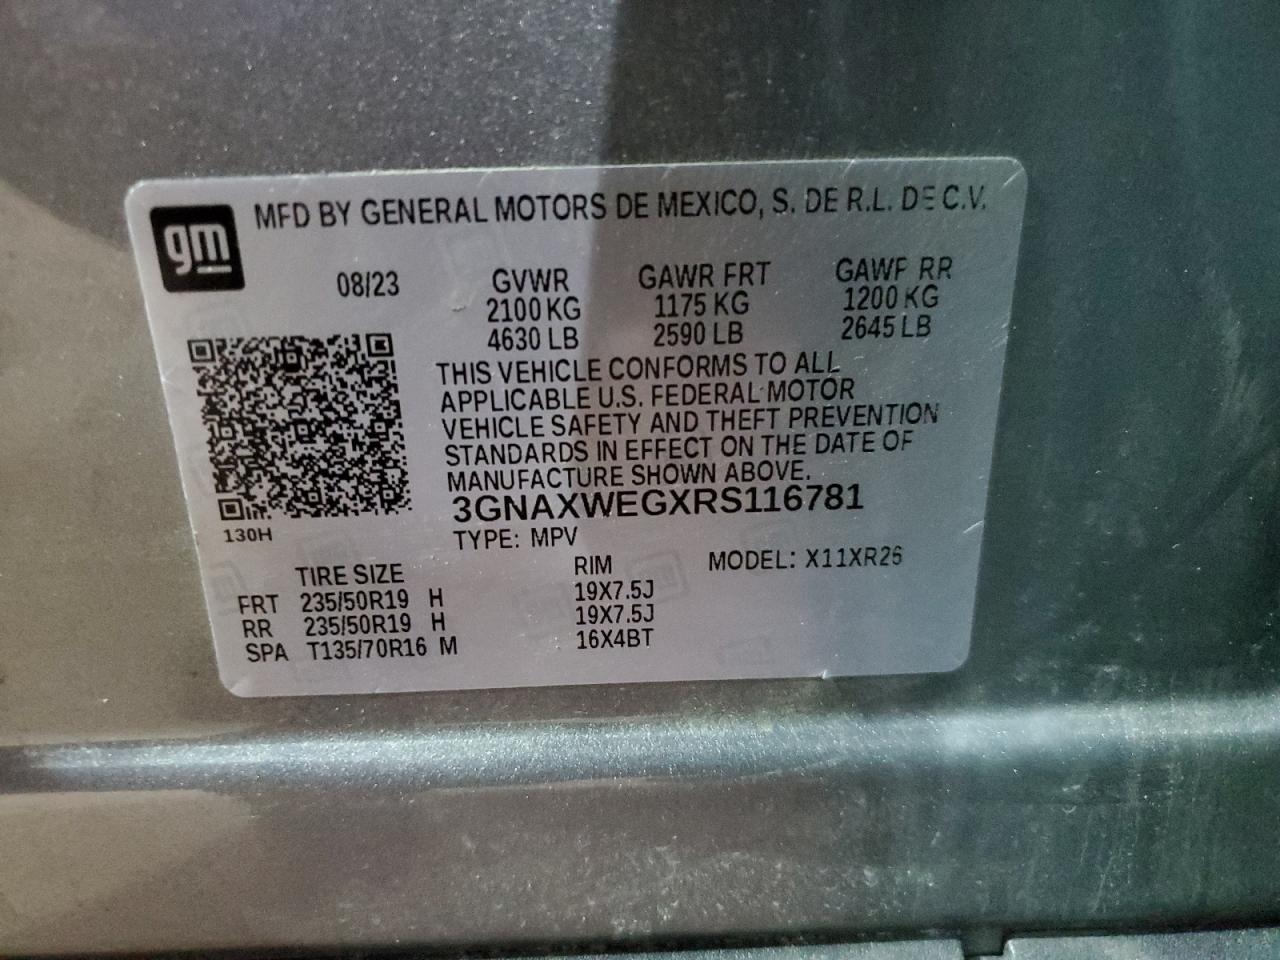 gm
MFD BY GENERAL MOTORS DE MEXICO, S. DE R.L. DE C.V.
08/23 GVWR GAWR FRT GAWR RR
2100 KG 1175 KG 1200 KG
4630 LB 2590 LB 2645 LB
THIS VEHICLE CONFORMS TO ALL
APPLICABLE U.S. FEDERAL MOTOR
VEHICLE SAFETY AND THEFT PREVENTION
STANDARDS IN EFFECT ON THE DATE OF
MANUFACTURE SHOWN ABOVE.
3GNAXWEGXRS116781
130H
TYPE: MPV
MODEL: X11XR26
TIRE SIZE RIM
FRT 235/50R19 H 19X7.5J
RR 235/50R19 H 19X7.5J
SPA T135/70R16 M 16X4BT